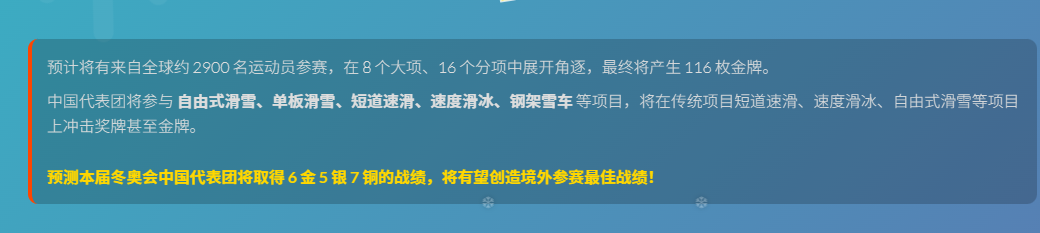 预计将有来自全球约 2900 名运动员参赛，在 8 个大项、16 个分项中展开角逐，最终将产生 116 枚金牌。
中国代表团将参与 自由式滑雪、单板滑雪、短道速滑、速度滑冰、钢架雪车 等项目，将在传统项目短道速滑、速度滑冰、自由式滑雪等项目
上冲击奖牌甚至金牌。
预测本届冬奥会中国代表团将取得 6 金 5 银 7 铜的战绩，将有望创造境外参赛最佳战绩！